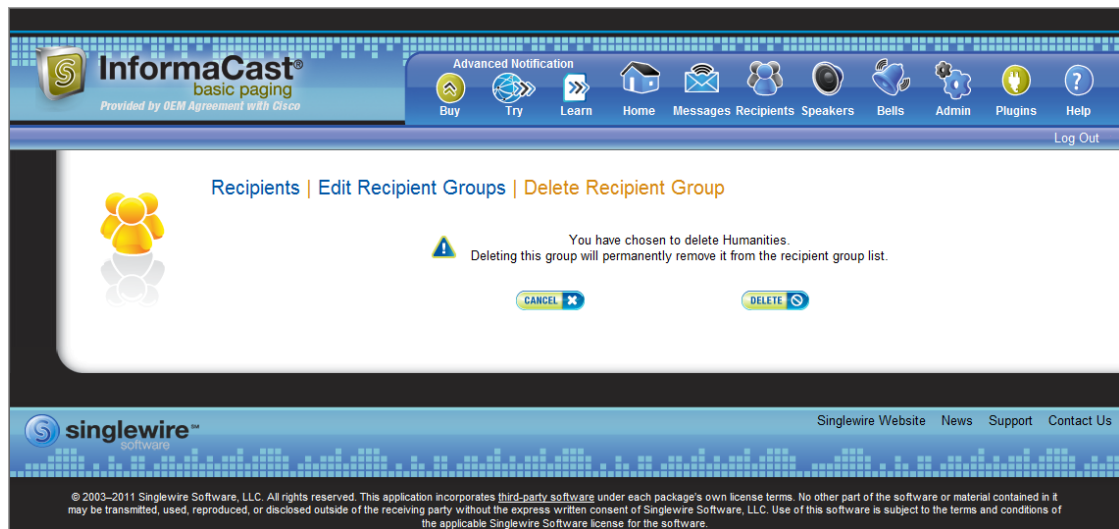 InformaCast®
basic paging
Provided by OEM Agreement with Cisco
Advanced Notification
Buy Try Learn Home Messages Recipients Speakers Bells Admin Plugins Help
Log Out
Recipients | Edit Recipient Groups | Delete Recipient Group
You have chosen to delete Humanities.
Deleting this group will permanently remove it from the recipient group list.
CANCEL DELETE
singlewire℠
software
Singlewire Website News Support Contact Us
© 2003–2011 Singlewire Software, LLC. All rights reserved. This application incorporates third-party software under each package's own license terms. No other part of the software or material contained in it
may be transmitted, used, reproduced, or disclosed outside of the receiving party without the express written consent of Singlewire Software, LLC. Use of this software is subject to the terms and conditions of
the applicable Singlewire Software license for the software.